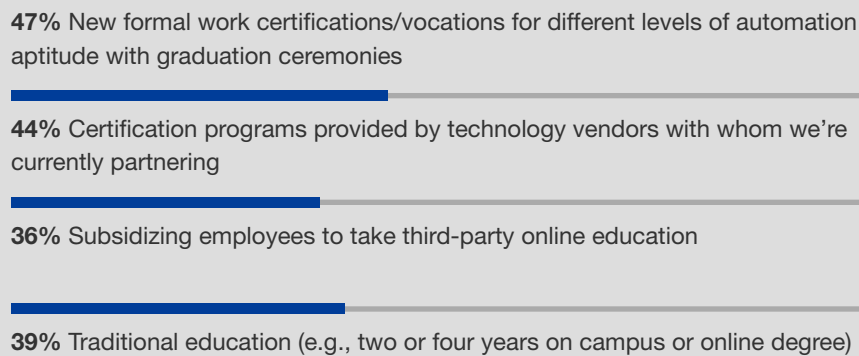 47% New formal work certifications/vocations for different levels of automation
aptitude with graduation ceremonies
44% Certification programs provided by technology vendors with whom we’re
currently partnering
36% Subsidizing employees to take third-party online education
39% Traditional education (e.g., two or four years on campus or online degree)